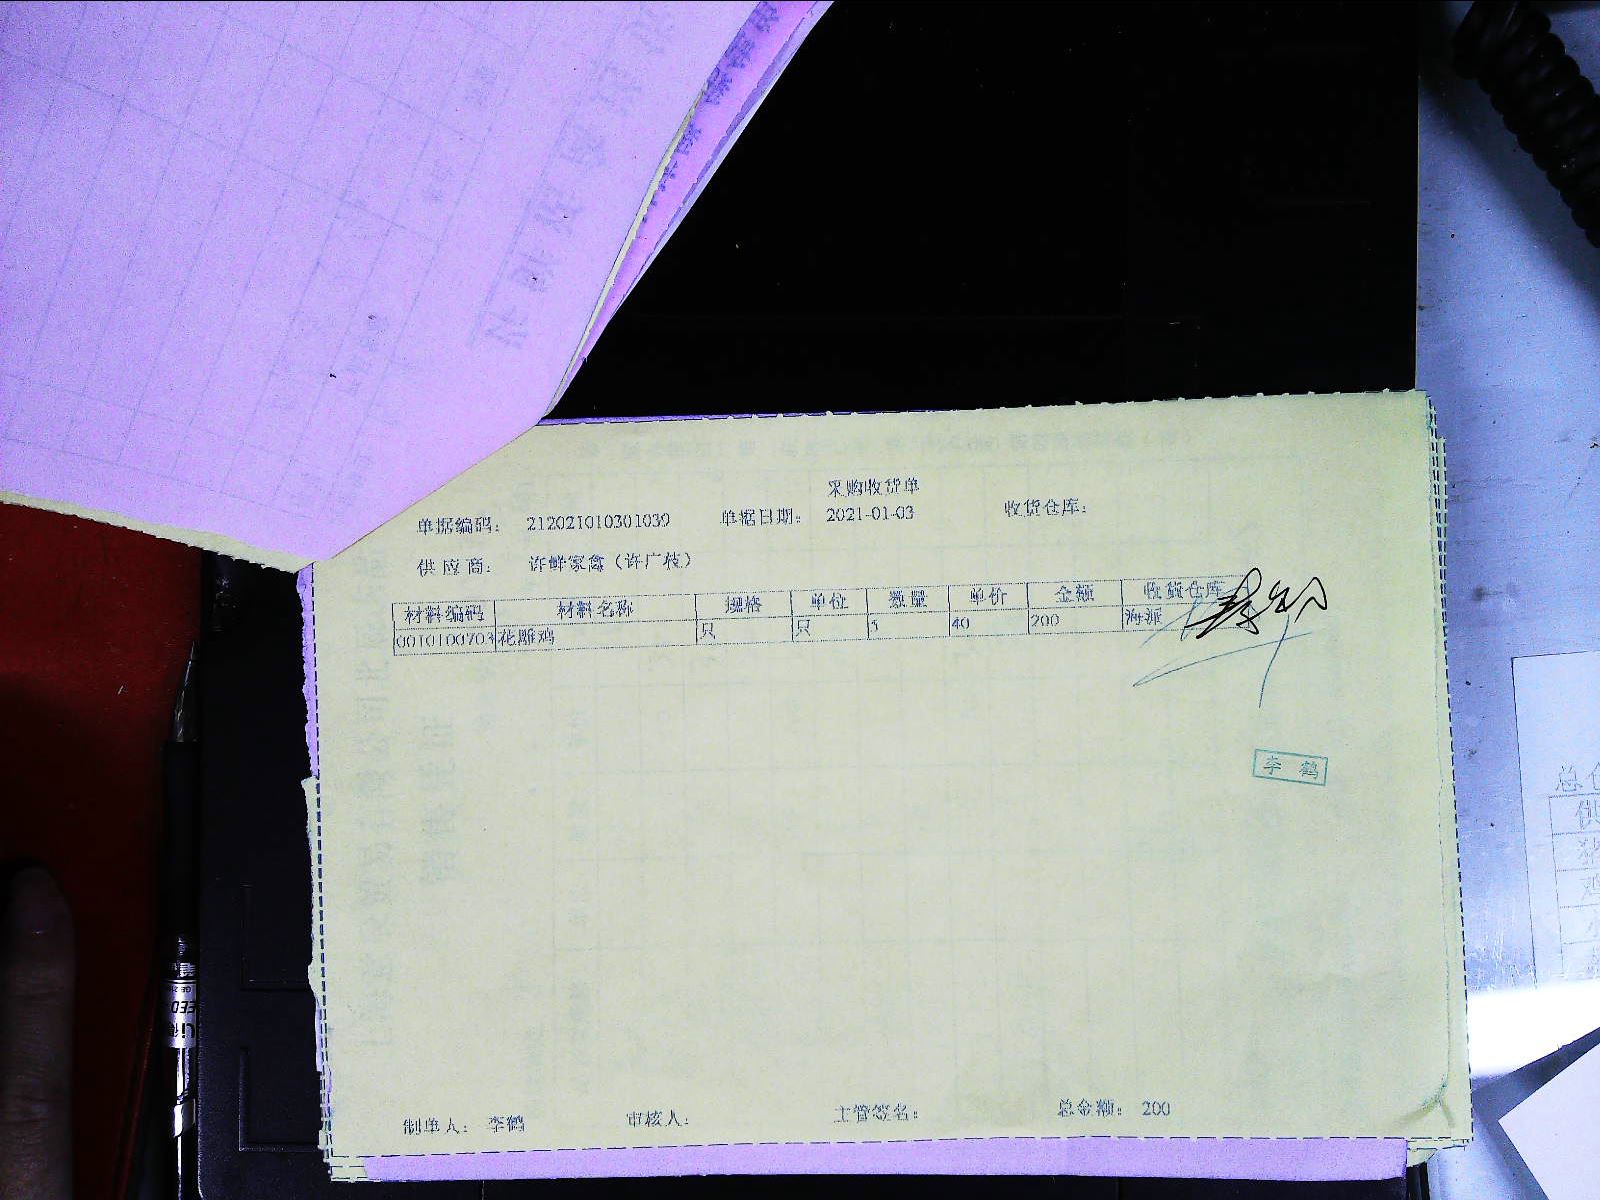 采购收货单
单据编码: 212021010301039 单据日期: 2021-01-03 收货仓库:
供应商: 许鲜家禽(许广枝)
材料编码 材料名称 规格 单位 数量 单价 金额 收货仓库
0010100703 花雕鸡 只 只 5 40 200 海派
李鹤
制单人: 李鹤 审核人: 主管签名: 总金额: 200
总仓